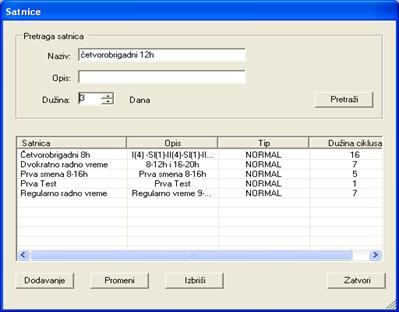 Satnice
Pretraga satnica
Naziv: četvorobrigadni 12h
Opis:
Dužina: 3 Dana Pretraži
Satnica Opis Tip Dužina ciklusa
Četvorobrigadni 8h I(4) -SI(1)-II(4)-SI(1)-II... NORMAL 16
Dvokratno radno vreme 8-12h i 16-20h NORMAL 7
Prva smena 8-16h Prva smena 8-16h NORMAL 5
Prva Test Prva Test NORMAL 1
Regularno radno vreme Regularno vreme 9-... NORMAL 7
Dodavanje Promeni Izbriši Zatvori